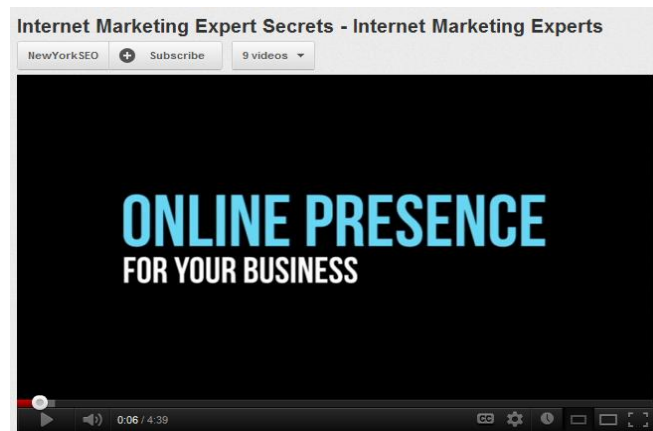 Internet Marketing Expert Secrets - Internet Marketing Experts
NewYorkSEO Subscribe 9 videos
ONLINE PRESENCE
FOR YOUR BUSINESS
0:06 / 4:39 CC